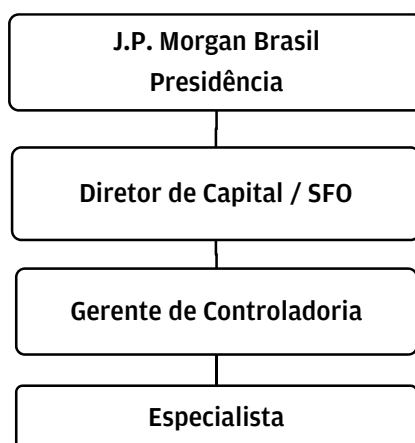 J.P. Morgan Brasil
Presidência
Diretor de Capital / SFO
Gerente de Controladoria
Especialista